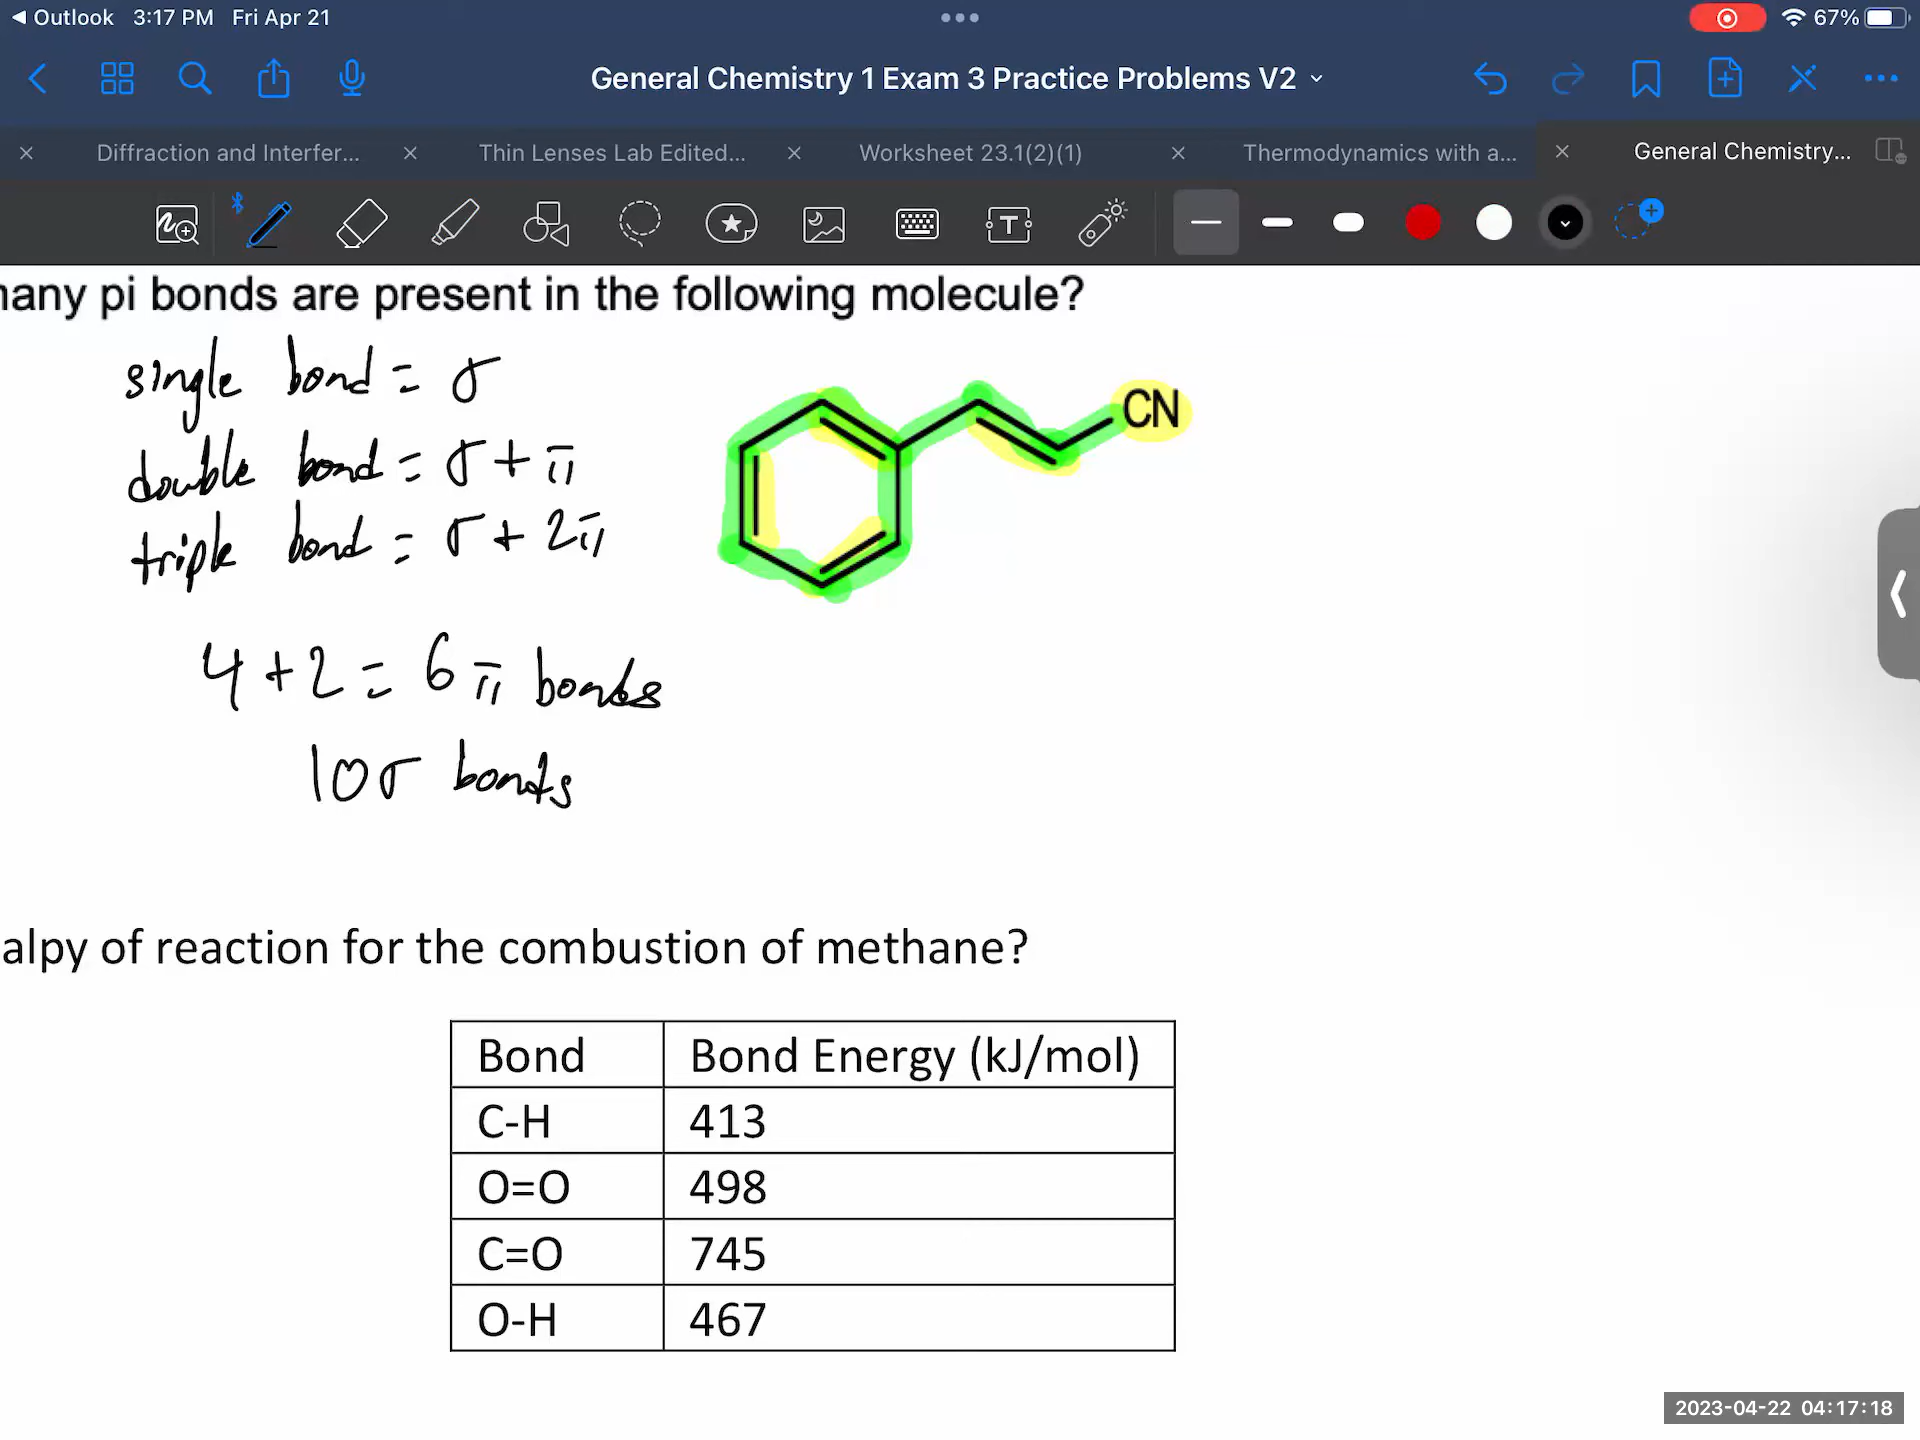 Outlook 3:17 PM Fri Apr 21
67%
General Chemistry 1 Exam 3 Practice Problems V2
Diffraction and Interfer...
Thin Lenses Lab Edited...
Worksheet 23.1(2)(1)
Thermodynamics with a...
General Chemistry...
T
many pi bonds are present in the following molecule?
single bond = σ
double bond = σ + π
triple bond = σ + 2π
CN
4 + 2 = 6 π bonds
10 σ bonds
alpy of reaction for the combustion of methane?
Bond Bond Energy (kJ/mol)
C-H 413
O=O 498
C=O 745
O-H 467
2023-04-22 04:17:18